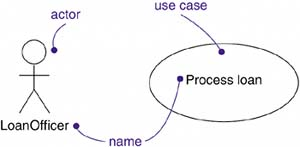 actor
use case
Process loan
LoanOfficer
name